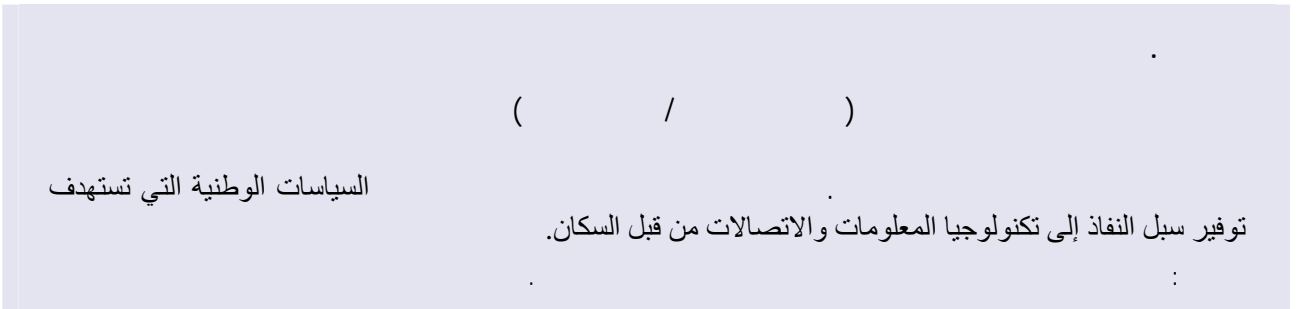 .
( / )
. السياسات الوطنية التي تستهدف
توفير سبل النفاذ إلى تكنولوجيا المعلومات والاتصالات من قبل السكان.
: .